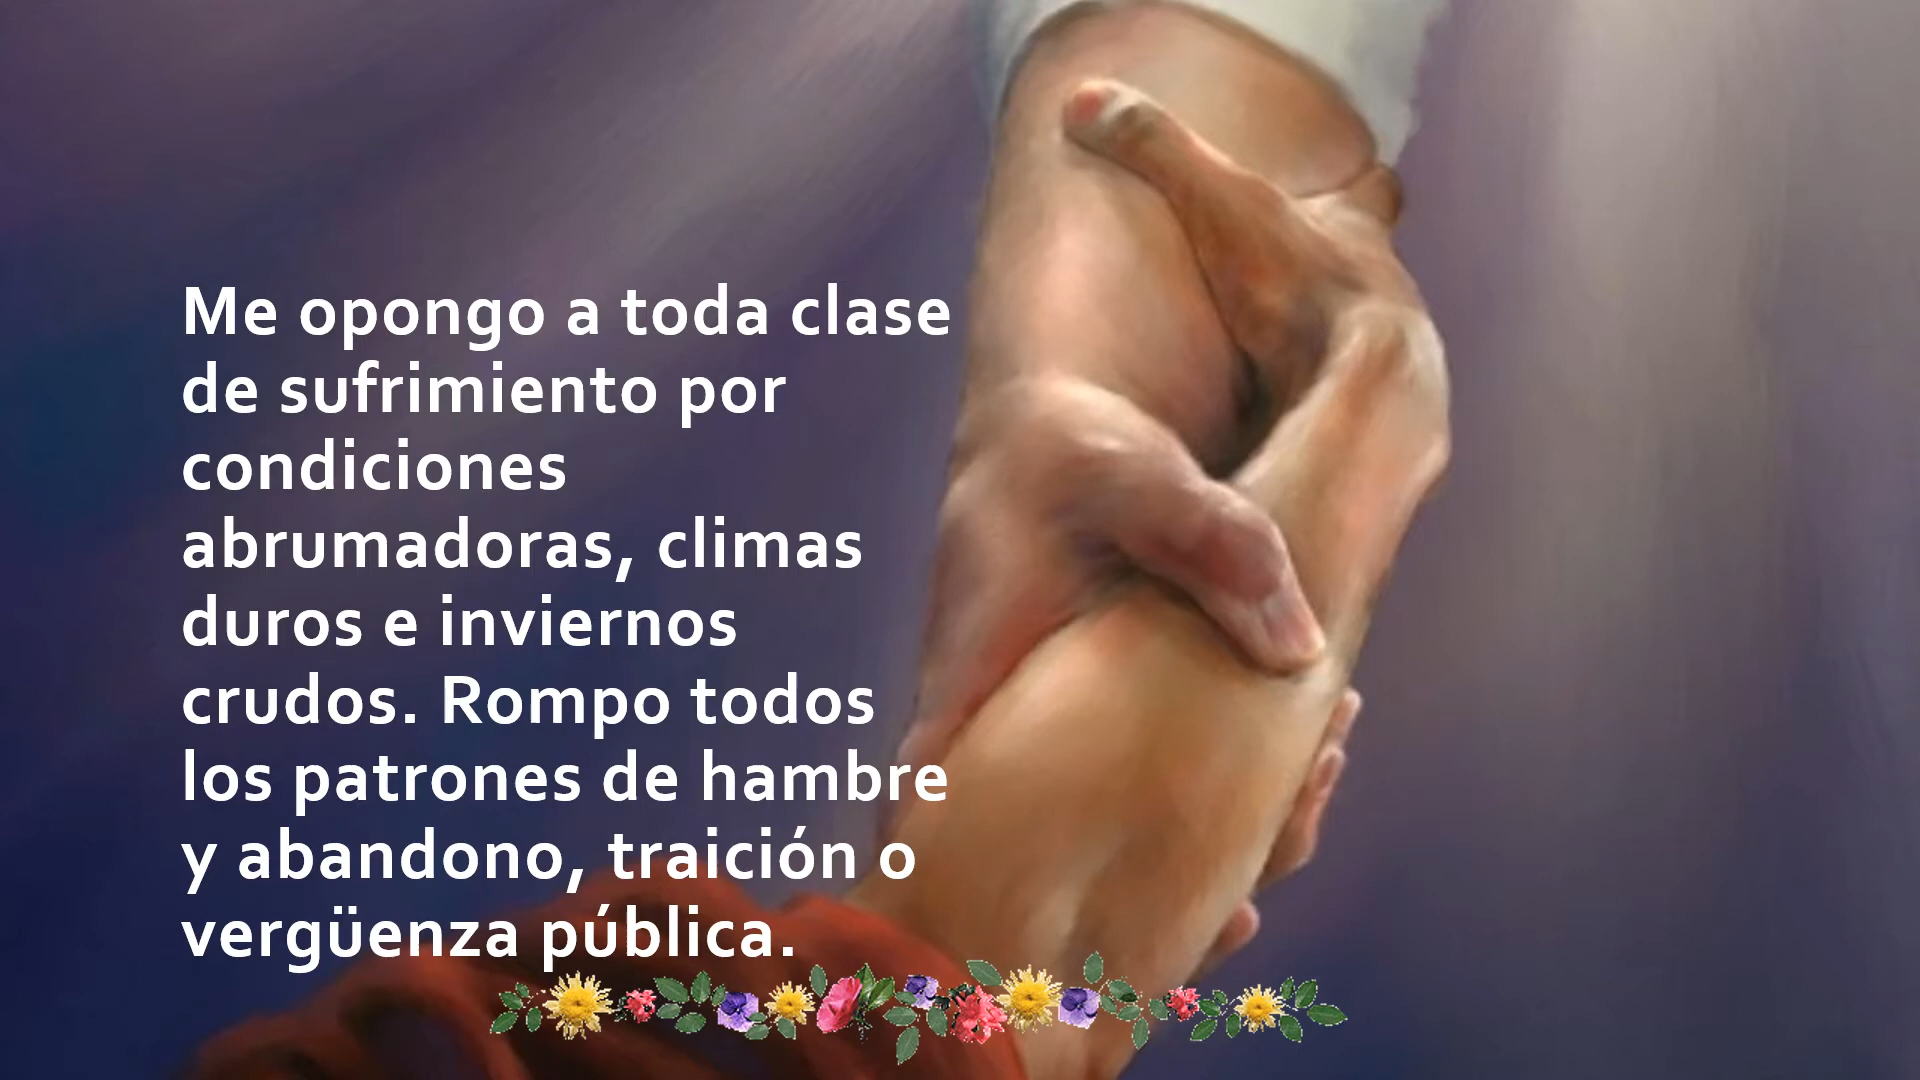 Me opongo a toda clase
de sufrimiento por
condiciones
abrumadoras, climas
duros e inviernos
crudos. Rompo todos
los patrones de hambre
y abandono, traición o
vergüenza pública.